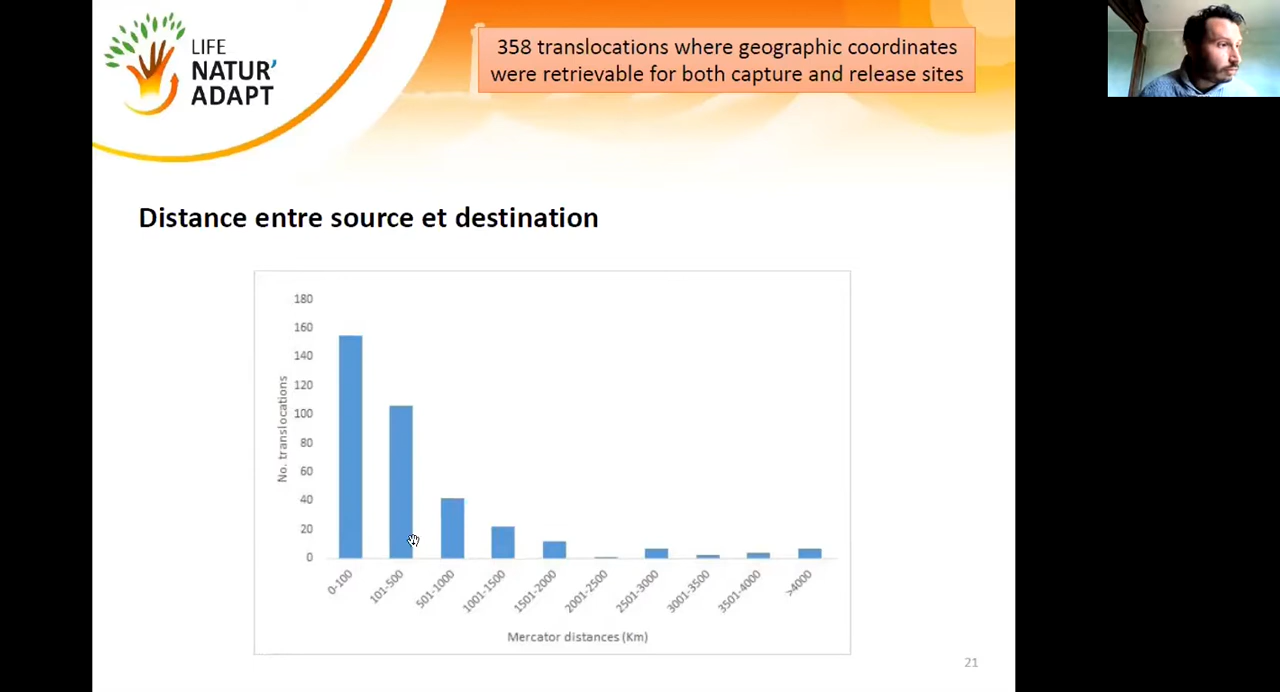 LIFE
NATUR'
ADAPT
358 translocations where geographic coordinates
were retrievable for both capture and release sites
Distance entre source et destination
180
160
140
120
100
80
60
40
20
0
No. translocations
0-100
101-500
501-1000
1001-1500
1501-2000
2001-2500
2501-3000
3001-3500
3501-4000
>4000
Mercator distances (Km)
21